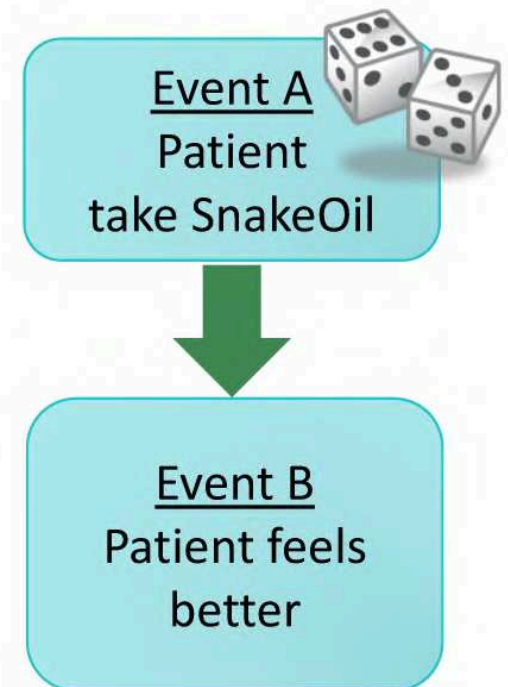 Event A
Patient
take SnakeOil
Event B
Patient feels
better